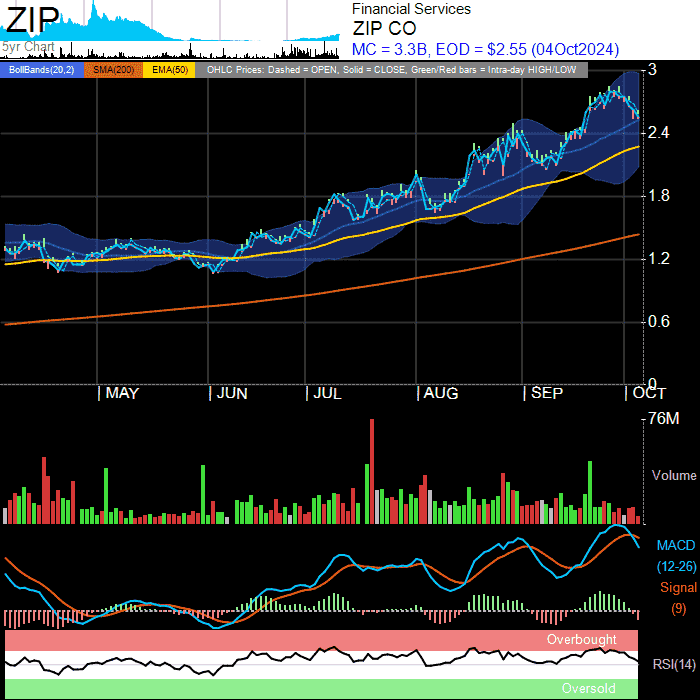 ZIP
5yr Chart
Financial Services
ZIP CO
MC = 3.3B, EOD = $2.55 (04Oct2024)
BollBands(20,2) SMA(200) EMA(50) OHLC Prices: Dashed = OPEN, Solid = CLOSE, Green/Red bars = Intra-day HIGH/LOW
3
2.4
1.8
1.2
0.6
0
MAY JUN JUL AUG SEP OCT
76M
Volume
MACD
(12-26)
Signal
(9)
Overbought
RSI(14)
Oversold